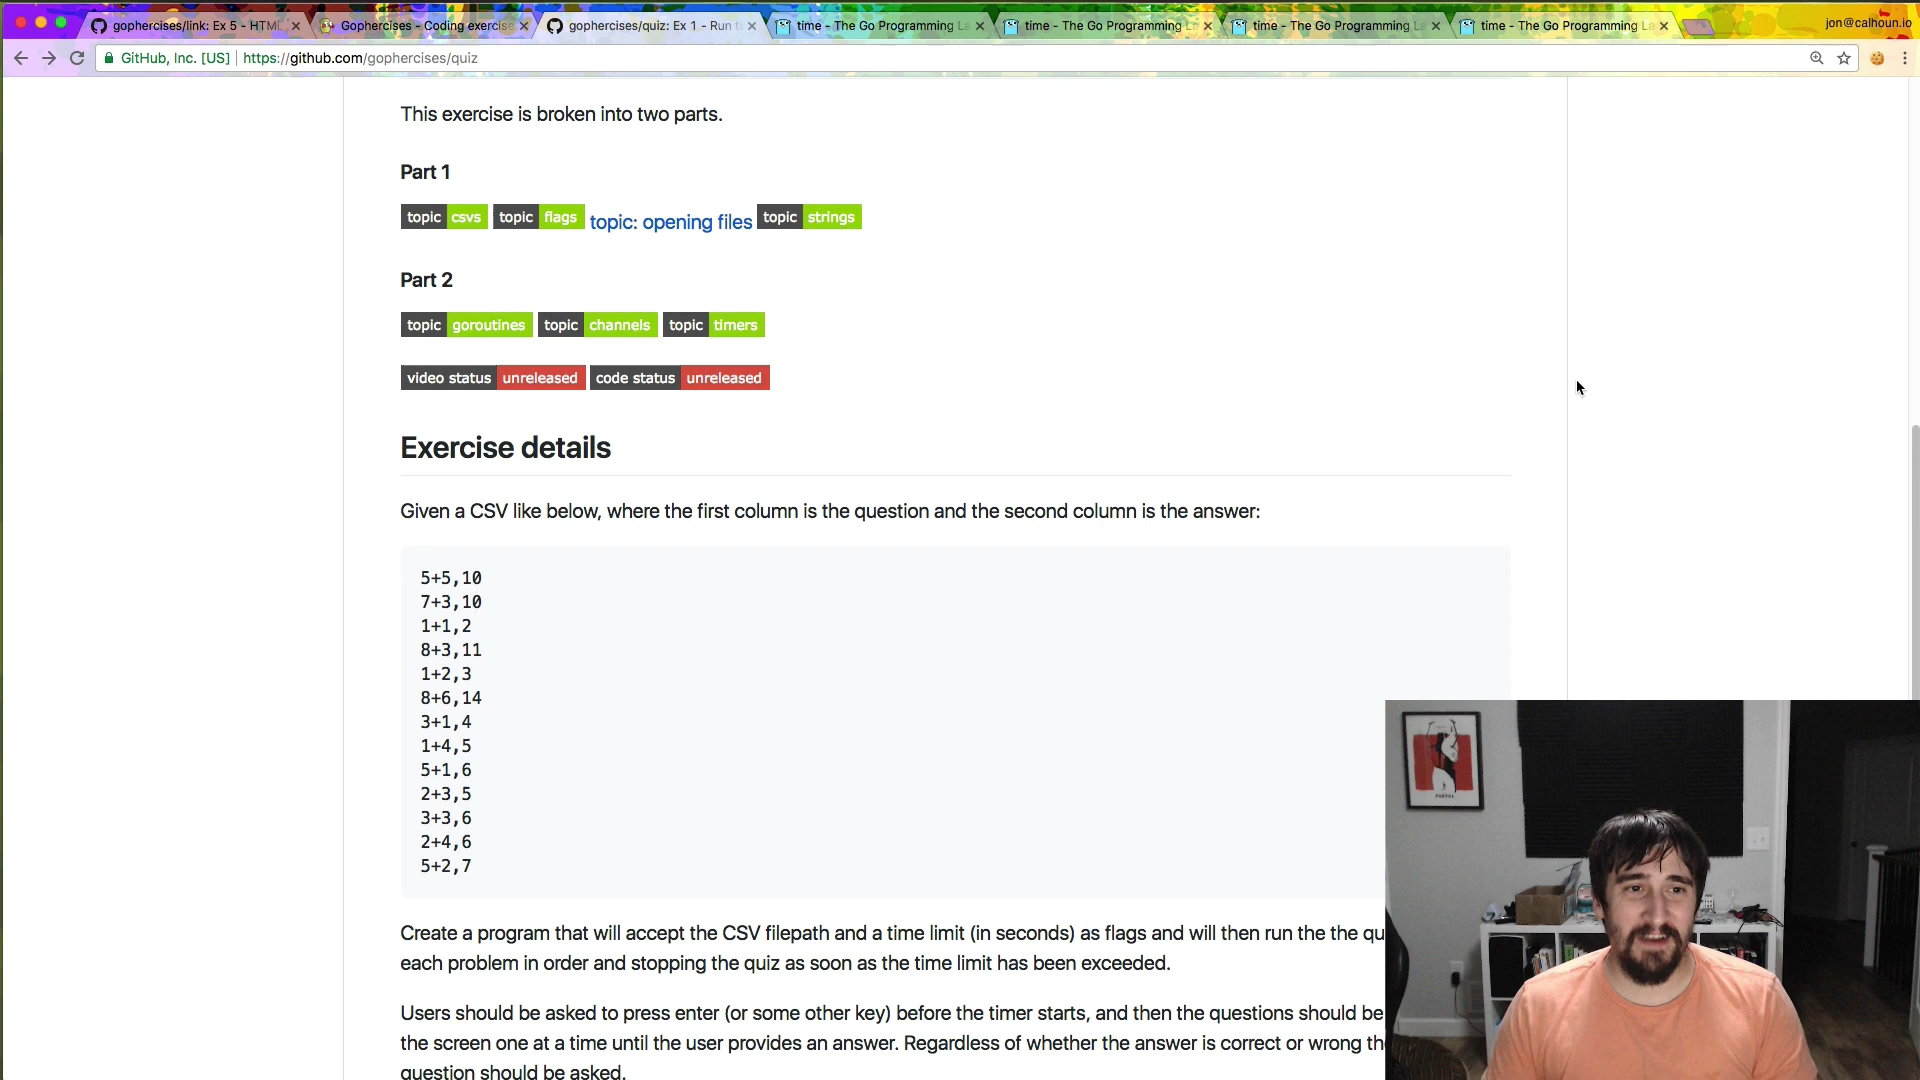 gophercises/link: Ex 5 - HTML
Gophercises - Coding exercise
gophercises/quiz: Ex 1 - Run t
time - The Go Programming La
time - The Go Programming La
time - The Go Programming La
time - The Go Programming La
jon@calhoun.io
GitHub, Inc. [US] https://github.com/gophercises/quiz
This exercise is broken into two parts.
Part 1
topic csvs topic flags topic: opening files topic strings
Part 2
topic goroutines topic channels topic timers
video status unreleased code status unreleased
Exercise details
Given a CSV like below, where the first column is the question and the second column is the answer:
5+5,10
7+3,10
1+1,2
8+3,11
1+2,3
8+6,14
3+1,4
1+4,5
5+1,6
2+3,5
3+3,6
2+4,6
5+2,7
Create a program that will accept the CSV filepath and a time limit (in seconds) as flags and will then run the the qu
each problem in order and stopping the quiz as soon as the time limit has been exceeded.
Users should be asked to press enter (or some other key) before the timer starts, and then the questions should be
the screen one at a time until the user provides an answer. Regardless of whether the answer is correct or wrong th
question should be asked.
PORTAL